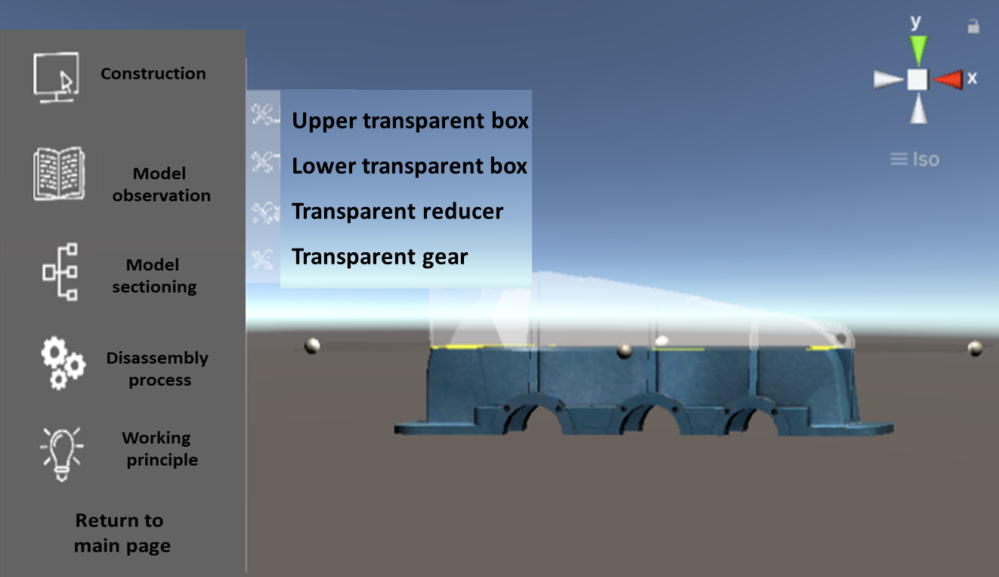 Construction
Model
observation
Model
sectioning
Disassembly
process
Working
principle
Return to
main page
Upper transparent box
Lower transparent box
Transparent reducer
Transparent gear
y
x
Iso